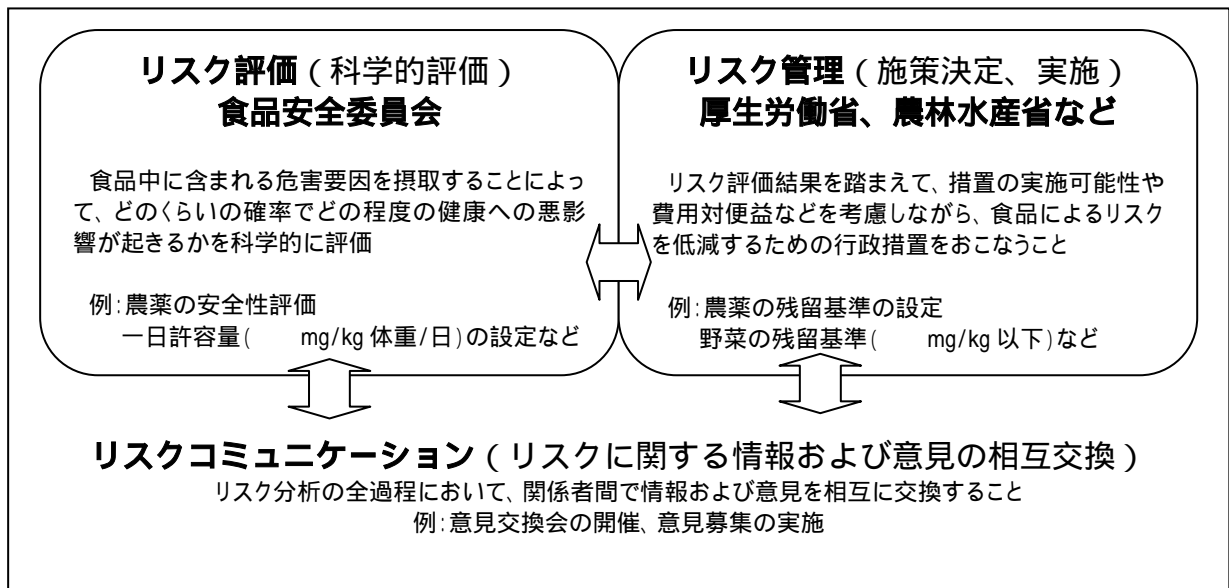 リスク評価（科学的評価）
食品安全委員会
食品中に含まれる危害要因を摂取することによっ
て、どのくらいの確率でどの程度の健康への悪影
響が起きるかを科学的に評価
例：農薬の安全性評価
一日許容量（　　mg/kg 体重/日）の設定など
リスク管理（施策決定、実施）
厚生労働省、農林水産省など
リスク評価結果を踏まえて、措置の実施可能性や
費用対便益などを考慮しながら、食品によるリスク
を低減するための行政措置をおこなうこと
例：農薬の残留基準の設定
野菜の残留基準（　　mg/kg 以下）など
リスクコミュニケーション（リスクに関する情報および意見の相互交換）
リスク分析の全過程において、関係者間で情報および意見を相互に交換すること
例：意見交換会の開催、意見募集の実施